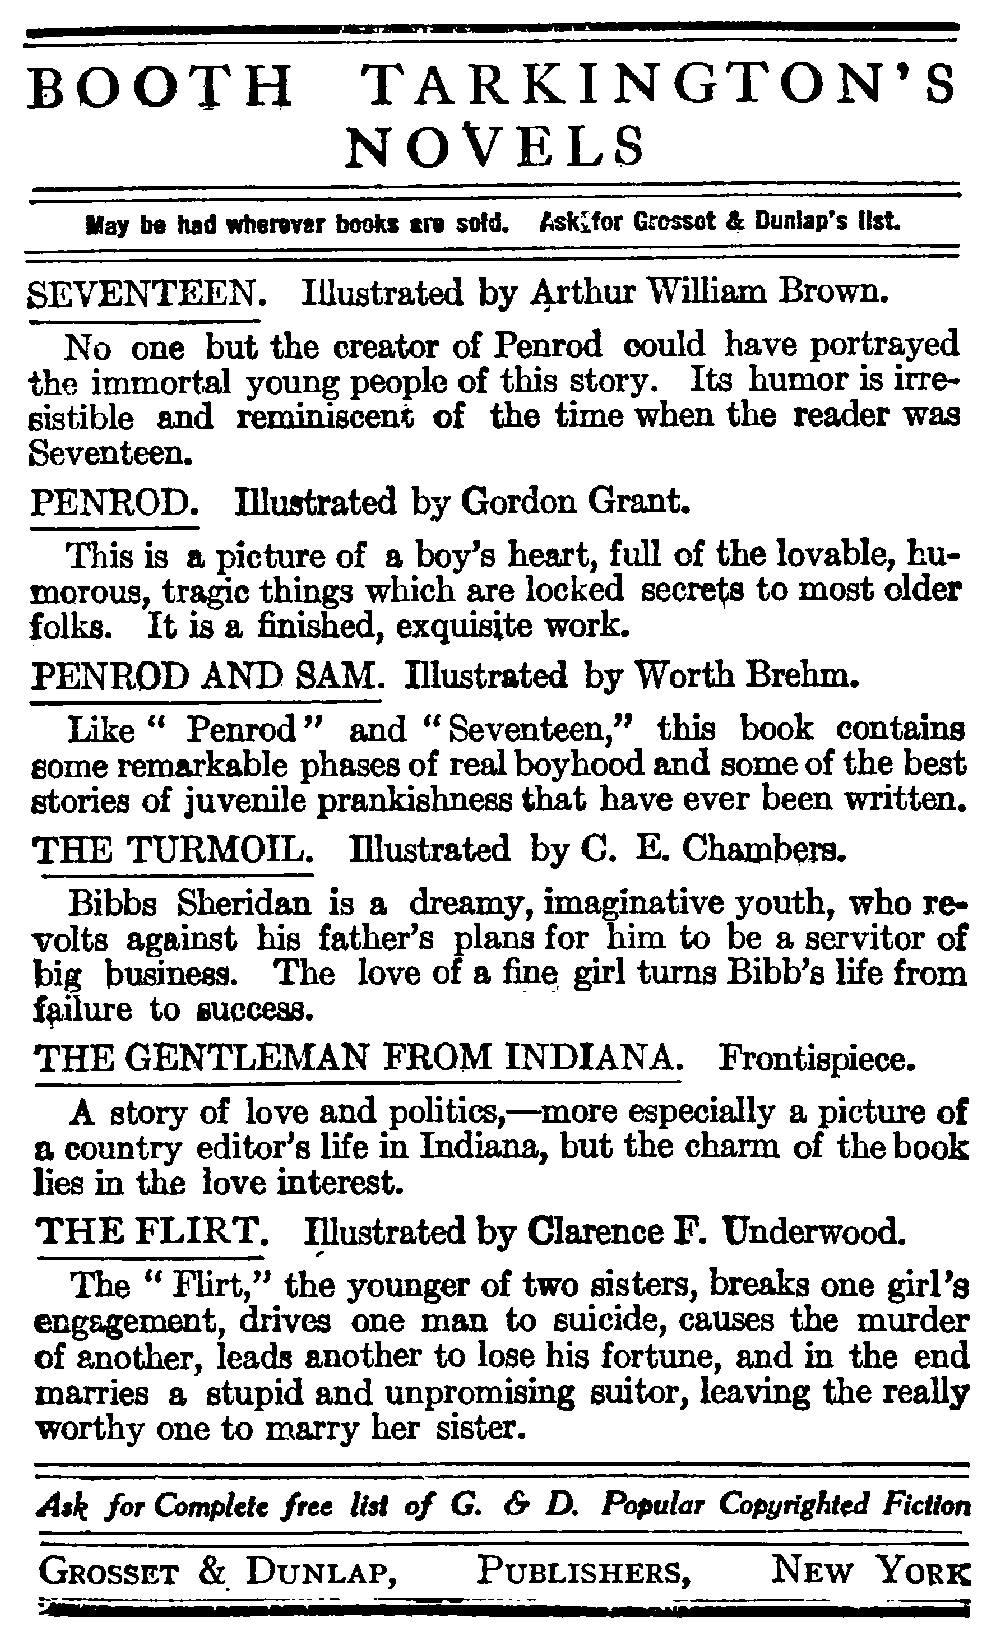 BOOTH TARKINGTON'S
NOVELS
May be had wherever books are sold. Ask for Grosset & Dunlap's list.
SEVENTEEN. Illustrated by Arthur William Brown.
No one but the creator of Penrod could have portrayed
the immortal young people of this story. Its humor is irre-
sistible and reminiscent of the time when the reader was
Seventeen.
PENROD. Illustrated by Gordon Grant.
This is a picture of a boy's heart, full of the lovable, hu-
morous, tragic things which are locked secrets to most older
folks. It is a finished, exquisite work.
PENROD AND SAM. Illustrated by Worth Brehm.
Like " Penrod" and "Seventeen," this book contains
some remarkable phases of real boyhood and some of the best
stories of juvenile prankishness that have ever been written.
THE TURMOIL. Illustrated by C. E. Chambers.
Bibbs Sheridan is a dreamy, imaginative youth, who re-
volts against his father's plans for him to be a servitor of
big business. The love of a fine girl turns Bibb's life from
failure to success.
THE GENTLEMAN FROM INDIANA. Frontispiece.
A story of love and politics,—more especially a picture of
a country editor's life in Indiana, but the charm of the book
lies in the love interest.
THE FLIRT. Illustrated by Clarence F. Underwood.
The " Flirt," the younger of two sisters, breaks one girl's
engagement, drives one man to suicide, causes the murder
of another, leads another to lose his fortune, and in the end
marries a stupid and unpromising suitor, leaving the really
worthy one to marry her sister.
Ask for Complete free list of G. & D. Popular Copyrighted Fiction
GROSSET & DUNLAP, PUBLISHERS, NEW YORK